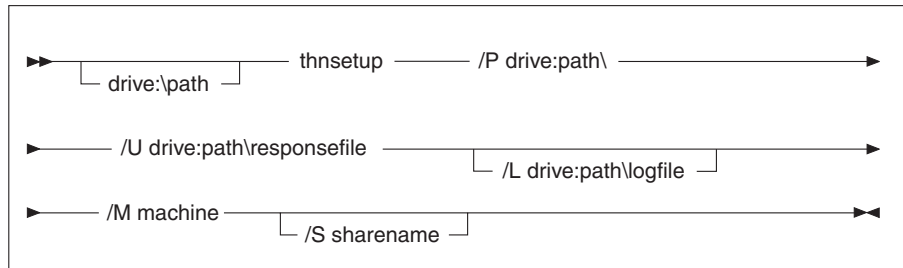 thnsetup /P drive:path\
drive:\path
/U drive:path\responsefile
/L drive:path\logfile
/M machine
/S sharename